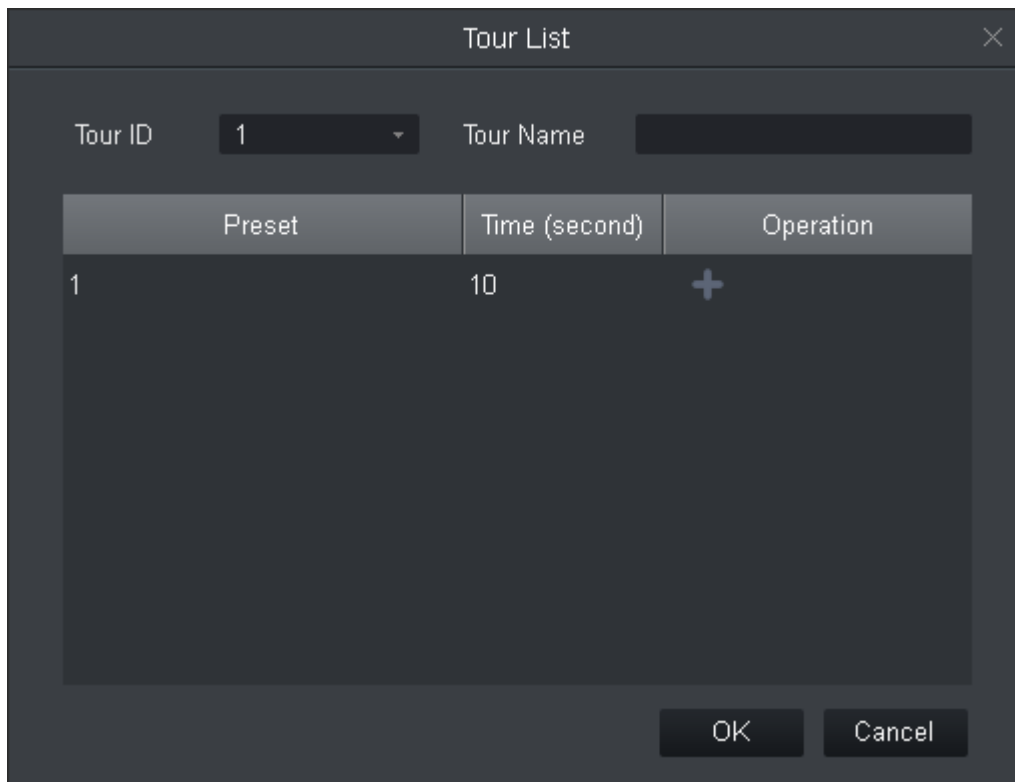 Tour List
Tour ID 1 Tour Name
Preset Time (second) Operation
1 10
OK Cancel